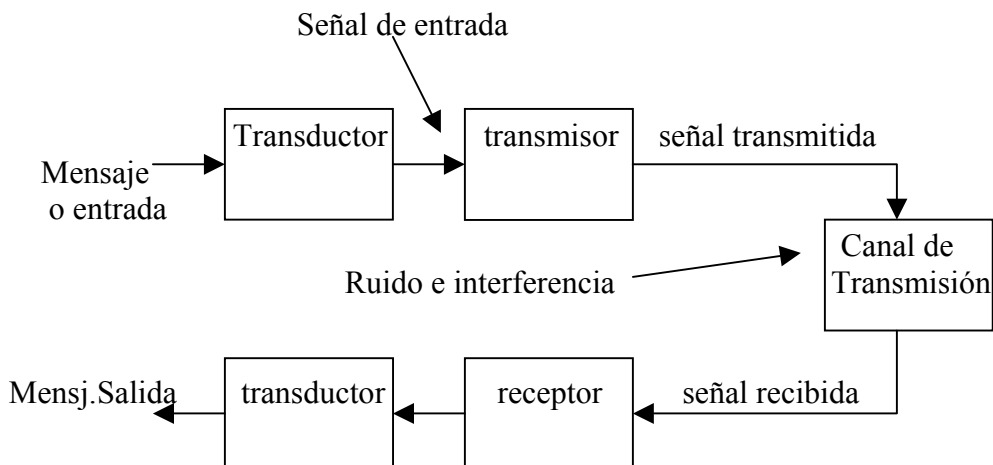 Señal de entrada
Transductor
transmisor
señal transmitida
Mensaje
o entrada
Canal de
Transmisión
Ruido e interferencia
Mensj.Salida
transductor
receptor
señal recibida